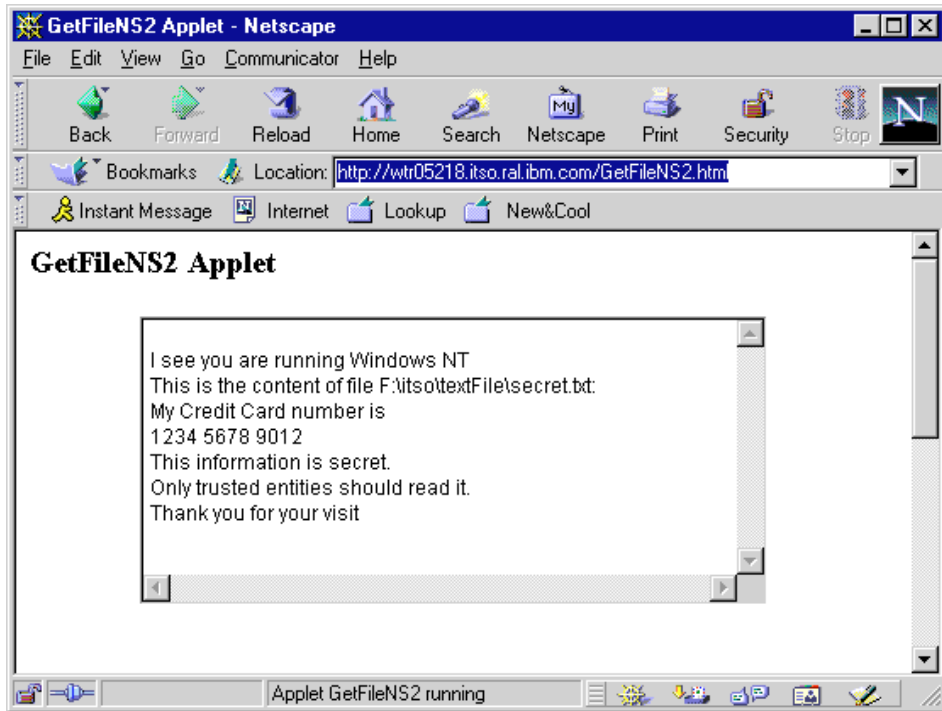 GetFileNS2 Applet - Netscape
File Edit View Go Communicator Help
My N
Back Forward Reload Home Search Netscape Print Security Stop
Bookmarks Location: http://wtr05218.itso.ral.ibm.com/GetFileNS2.html
Instant Message Internet Lookup New&Cool
GetFileNS2 Applet
I see you are running Windows NT
This is the content of file F:\itso\textFile\secret.txt:
My Credit Card number is
1234 5678 9012
This information is secret.
Only trusted entities should read it.
Thank you for your visit
Applet GetFileNS2 running